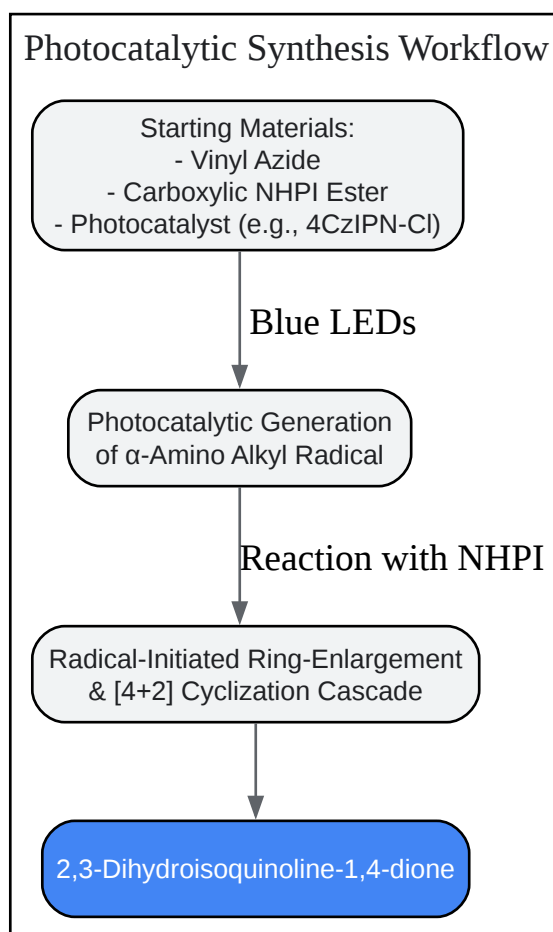 Photocatalytic Synthesis Workflow
Starting Materials:
- Vinyl Azide
- Carboxylic NHPI Ester
- Photocatalyst (e.g., 4CzIPN-Cl)
Blue LEDs
Photocatalytic Generation
of α-Amino Alkyl Radical
Reaction with NHPI
Radical-Initiated Ring-Enlargement
& [4+2] Cyclization Cascade
2,3-Dihydroisoquinoline-1,4-dione